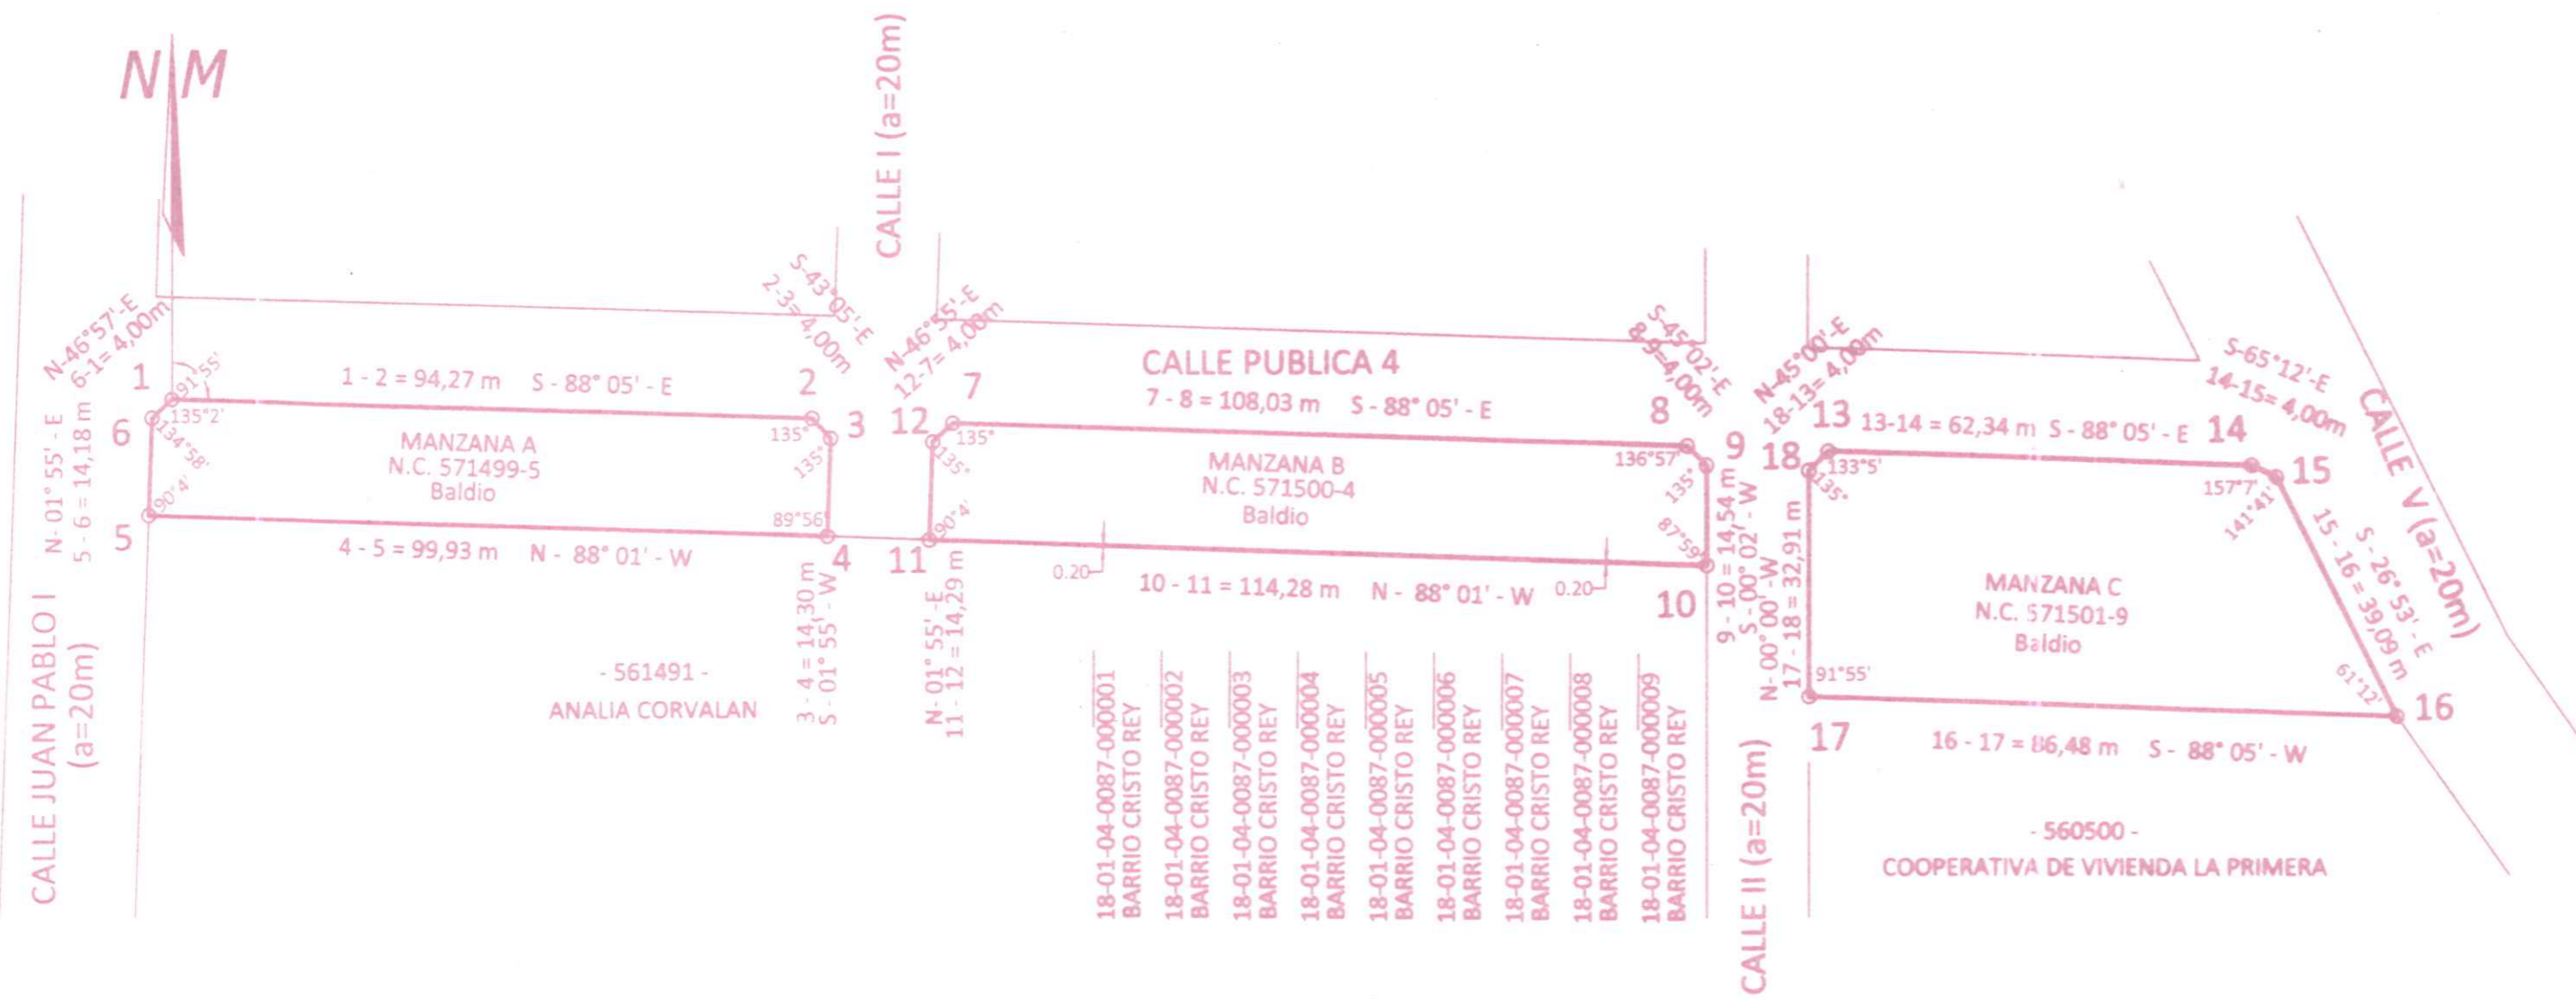 N M
CALLE I (a=20m)
N-46°57'-E
6-1= 4,00m
S-43°05'-E
2-3= 4,00m
N-46°55'-E
12-7= 4,00m
S-45°02'-E
8-9=4,00m
N-45°00'-E
18-13= 4,00m
S-65°12'-E
14-15= 4,00m
CALLE V (a=20m)
1
91°55'
1 - 2 = 94,27 m S - 88° 05' - E
2
7
CALLE PUBLICA 4
7 - 8 = 108,03 m S - 88° 05' - E
8
13
13-14 = 62,34 m S - 88° 05' - E
14
6
135°2'
134°58'
MANZANA A
N.C. 571499-5
Baldio
135°
3
135°
12
135°
135°
MANZANA B
N.C. 571500-4
Baldio
136°57'
9
135°
18
133°5'
135°
157°7'
15
141°41'
N- 01° 55'- E
5 - 6 = 14,18 m
90°4'
5
4 - 5 = 99,93 m N - 88° 01' - W
89°56'
4
11
90°4'
0.20
10 - 11 = 114,28 m N - 88° 01' - W
0.20
87°59'
10
9 - 10 = 14,54 m
S - 00° 02' - W
N- 00° 00' -W
17 - 18 = 32,91 m
MANZANA C
N.C. 571501-9
Baldio
S - 26° 53' - E
15 - 16 = 39,09 m
61°12'
16
91°55'
17
16 - 17 = 86,48 m S - 88° 05' - W
3 - 4 = 14,30 m
S - 01° 55' - W
N- 01° 55'-E
11 - 12 = 14,29 m
CALLE JUAN PABLO I
(a=20m)
- 561491 -
ANALIA CORVALAN
18-01-04-0087-000001
BARRIO CRISTO REY
18-01-04-0087-000002
BARRIO CRISTO REY
18-01-04-0087-000003
BARRIO CRISTO REY
18-01-04-0087-000004
BARRIO CRISTO REY
18-01-04-0087-000005
BARRIO CRISTO REY
18-01-04-0087-000006
BARRIO CRISTO REY
18-01-04-0087-000007
BARRIO CRISTO REY
18-01-04-0087-000008
BARRIO CRISTO REY
18-01-04-0087-000009
BARRIO CRISTO REY
CALLE II (a=20m)
- 560500 -
COOPERATIVA DE VIVIENDA LA PRIMERA